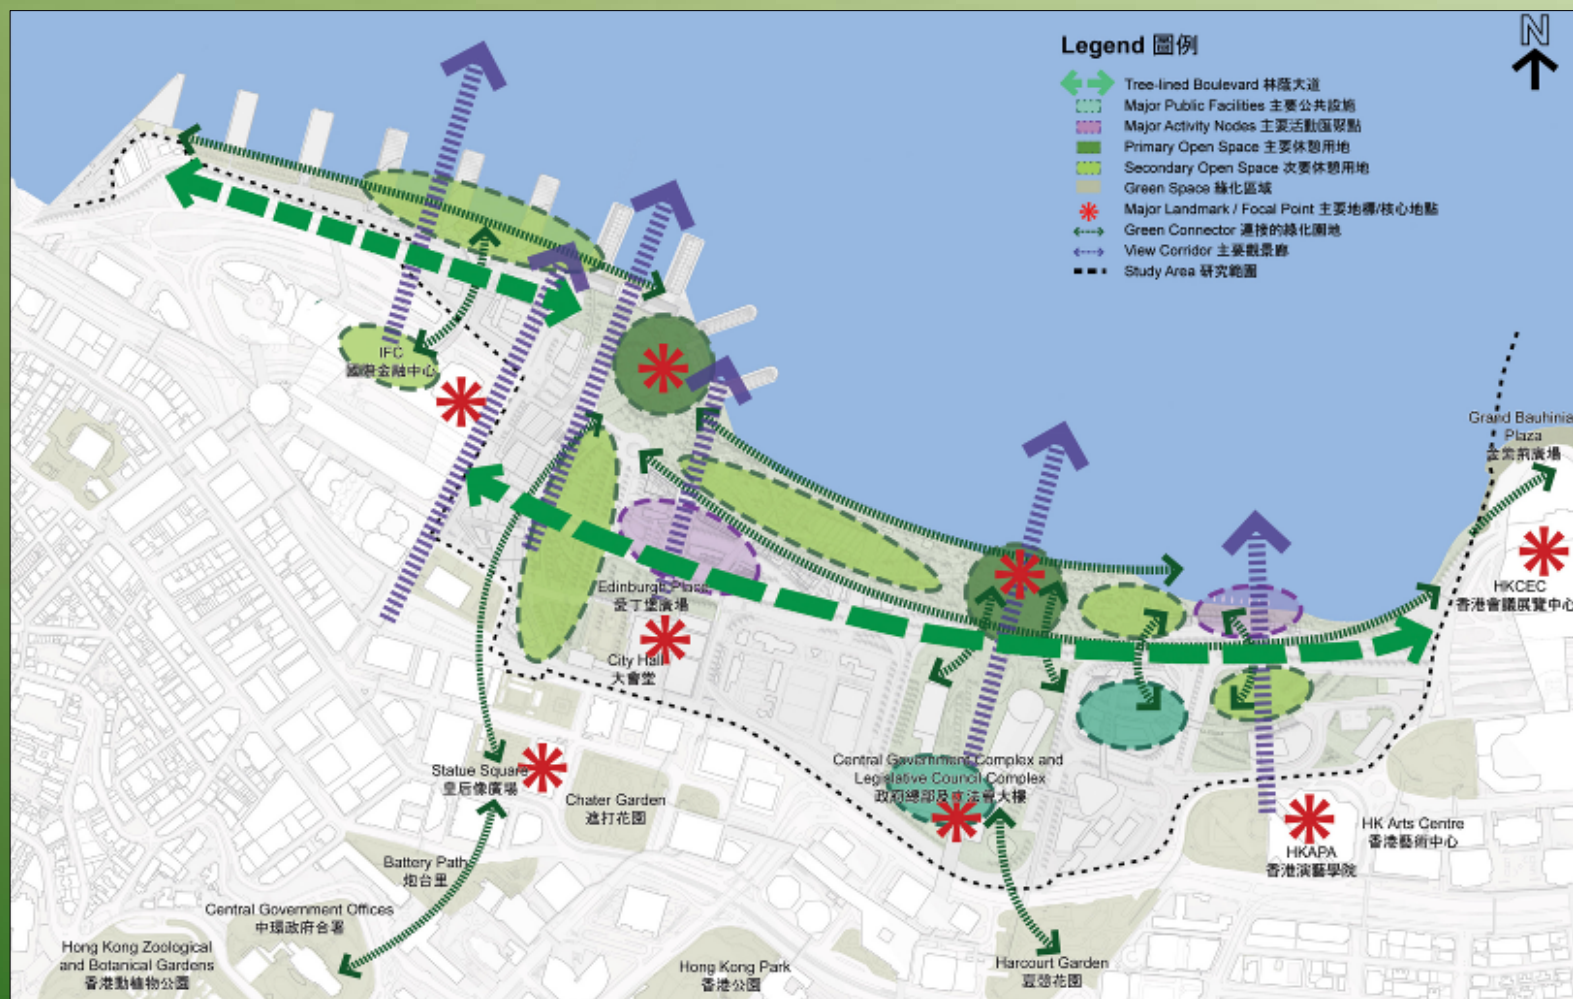 Legend 圖例
N
Tree-lined Boulevard 林蔭大道
Major Public Facilities 主要公共設施
Major Activity Nodes 主要活動匯聚點
Primary Open Space 主要休憩用地
Secondary Open Space 次要休憩用地
Green Space 綠化區域
Major Landmark / Focal Point 主要地標/核心地點
Green Connector 連接的綠化園地
View Corridor 主要觀景廊
Study Area 研究範圍
IFC
國際金融中心
Grand Bauhinia
Plaza
金紫荊廣場
HKCEC
香港會議展覽中心
Edinburgh Place
愛丁堡廣場
City Hall
大會堂
Statue Square
皇后像廣場
Chater Garden
遮打花園
Central Government Complex and
Legislative Council Complex
政府總部及立法會大樓
HK Arts Centre
香港藝術中心
HKAPA
香港演藝學院
Battery Path
炮台里
Central Government Offices
中環政府合署
Hong Kong Zoological
and Botanical Gardens
香港動植物公園
Hong Kong Park
香港公園
Harcourt Garden
夏慤花園